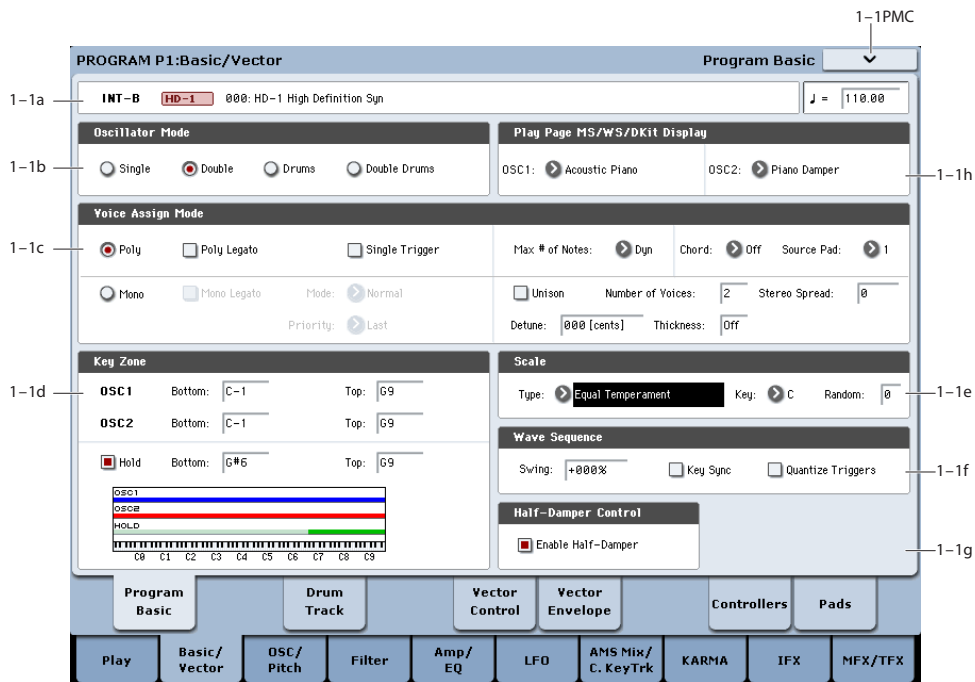 1–1PMC
PROGRAM P1:Basic/Vector Program Basic
1–1a INT-B HD-1 000: HD-1 High Definition Syn ♩ = 110.00
Oscillator Mode Play Page MS/WS/DKit Display
1–1b Single Double Drums Double Drums OSC1: Acoustic Piano OSC2: Piano Damper 1–1h
Voice Assign Mode
1–1c Poly Poly Legato Single Trigger Max # of Notes: Dyn Chord: Off Source Pad: 1
Mono Mono Legato Mode: Normal Unison Number of Voices: 2 Stereo Spread: 0
Priority: Last Detune: 000 [cents] Thickness: Off
Key Zone Scale
1–1d OSC1 Bottom: C-1 Top: G9 Type: Equal Temperament Key: C Random: 0 1–1e
OSC2 Bottom: C-1 Top: G9
Wave Sequence
Hold Bottom: G#6 Top: G9 Swing: +000% Key Sync Quantize Triggers 1–1f
OSC1
OSC2
HOLD
Half-Damper Control
Enable Half-Damper 1–1g
C0 C1 C2 C3 C4 C5 C6 C7 C8 C9
Program Basic Drum Track Vector Control Vector Envelope Controllers Pads
Play Basic/Vector OSC/Pitch Filter Amp/EQ LFO AMS Mix/C. KeyTrk KARMA IFX MFX/TFX